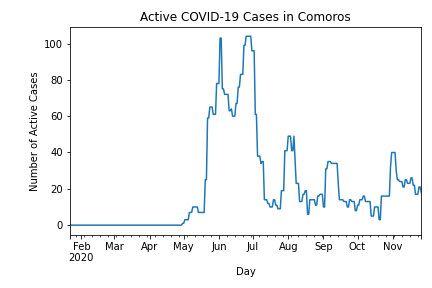 Active COVID-19 Cases in Comoros
Number of Active Cases
100
80
60
40
20
0
Feb Mar Apr May Jun Jul Aug Sep Oct Nov
2020
Day